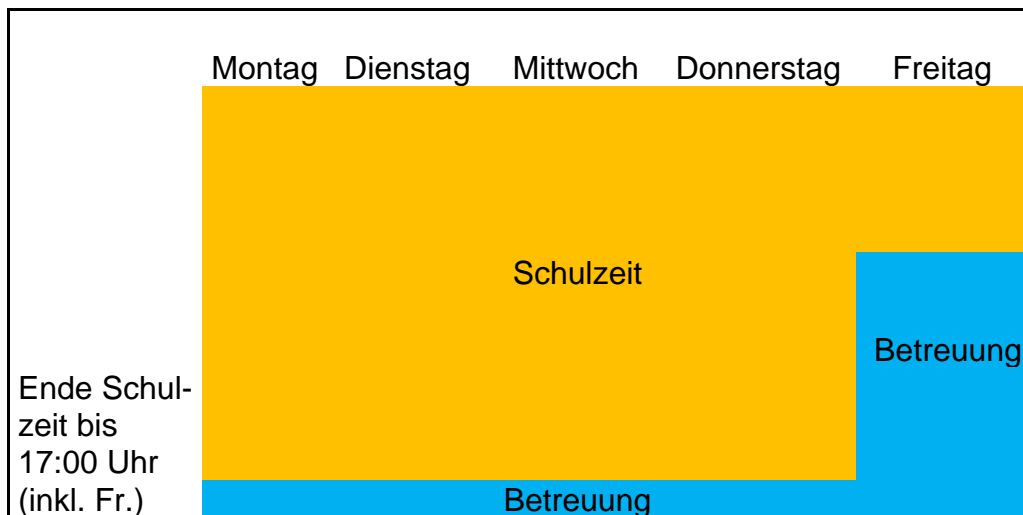 Montag Dienstag Mittwoch Donnerstag Freitag
Schulzeit
Betreuung
Ende Schul-
zeit bis
17:00 Uhr
(inkl. Fr.)
Betreuung